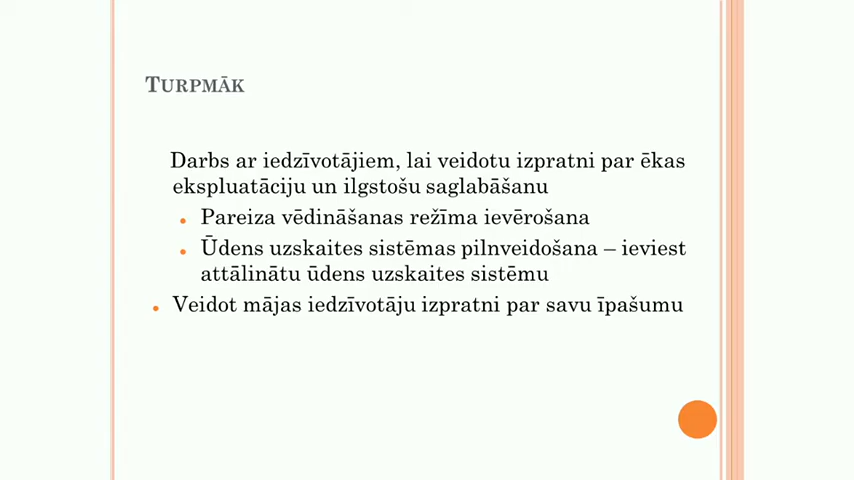 TURPMĀK
Darbs ar iedzīvotājiem, lai veidotu izpratni par ēkas
ekspluatāciju un ilgstošu saglabāšanu
• Pareiza vēdināšanas režīma ievērošana
• Ūdens uzskaites sistēmas pilnveidošana – ieviest
attālinātu ūdens uzskaites sistēmu
• Veidot mājas iedzīvotāju izpratni par savu īpašumu